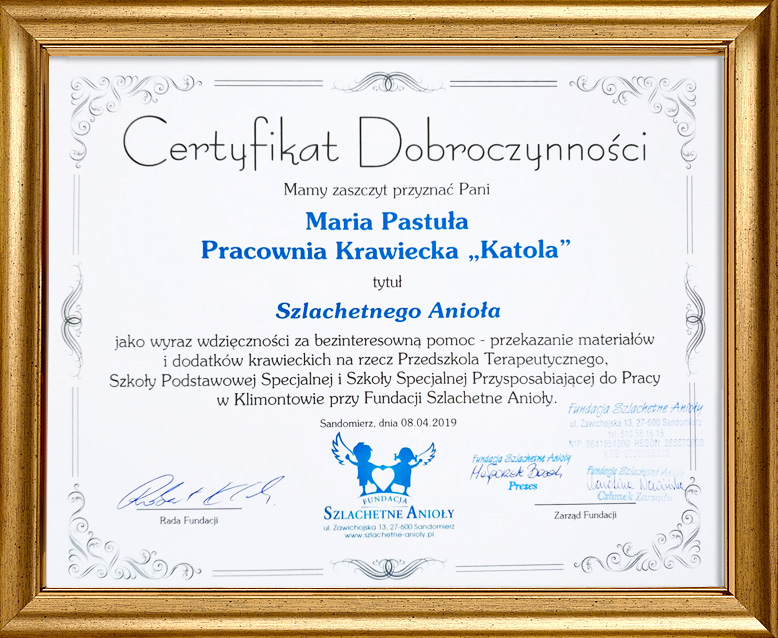 Certyfikat Dobroczynności
Mamy zaszczyt przyznać Pani
Maria Pastuła
Pracownia Krawiecka „Katola”
tytuł
Szlachetnego Anioła
jako wyraz wdzięczności za bezinteresowną pomoc - przekazanie materiałów
i dodatków krawieckich na rzecz Przedszkola Terapeutycznego,
Szkoły Podstawowej Specjalnej i Szkoły Specjalnej Przysposabiającej do Pracy
w Klimontowie przy Fundacji Szlachetne Anioły.
Sandomierz, dnia 08.04.2019
Fundacja Szlachetne Anioły
ul. Zawichojska 13, 27-600 Sandomierz
Fundacja Szlachetne Anioły
Prezes
Fundacja Szlachetne Anioły
Członek Zarządu
Rada Fundacji
Zarząd Fundacji
FUNDACJA
SZLACHETNE ANIOŁY
ul. Zawichojska 13, 27-600 Sandomierz
www.szlachetne-anioly.pl